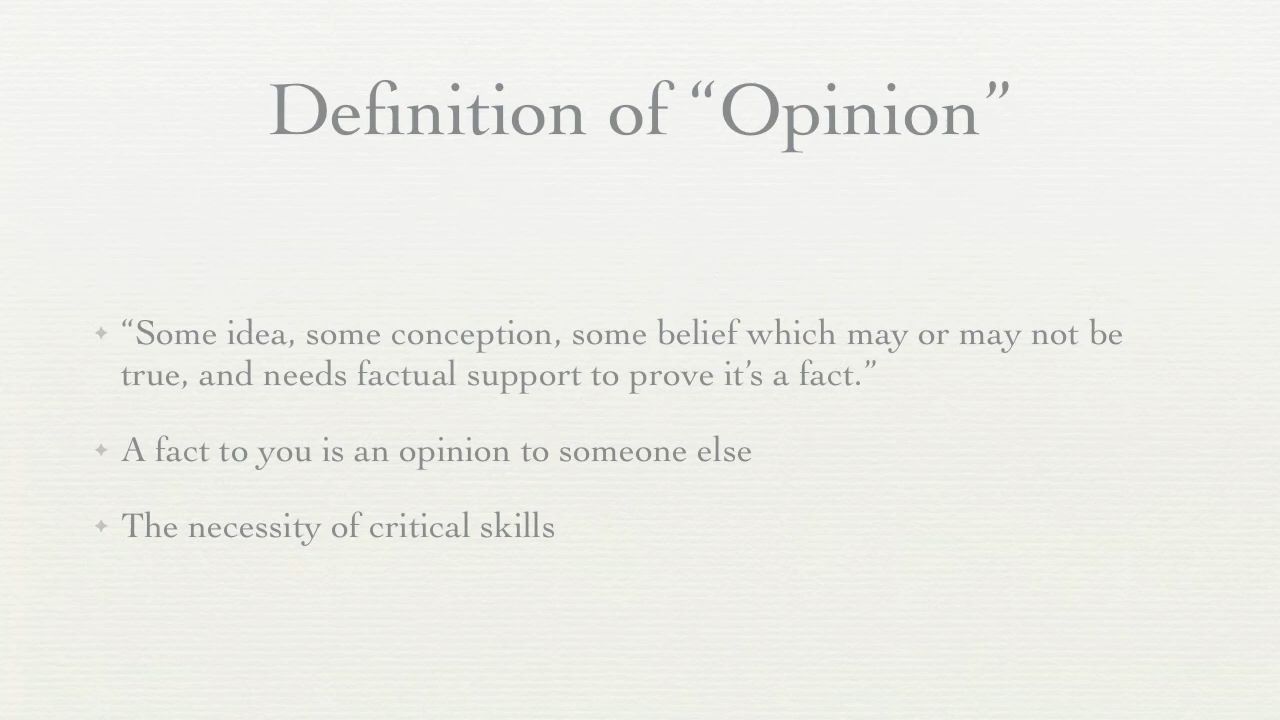 Definition of “Opinion”
“Some idea, some conception, some belief which may or may not be
true, and needs factual support to prove it’s a fact.”
A fact to you is an opinion to someone else
The necessity of critical skills